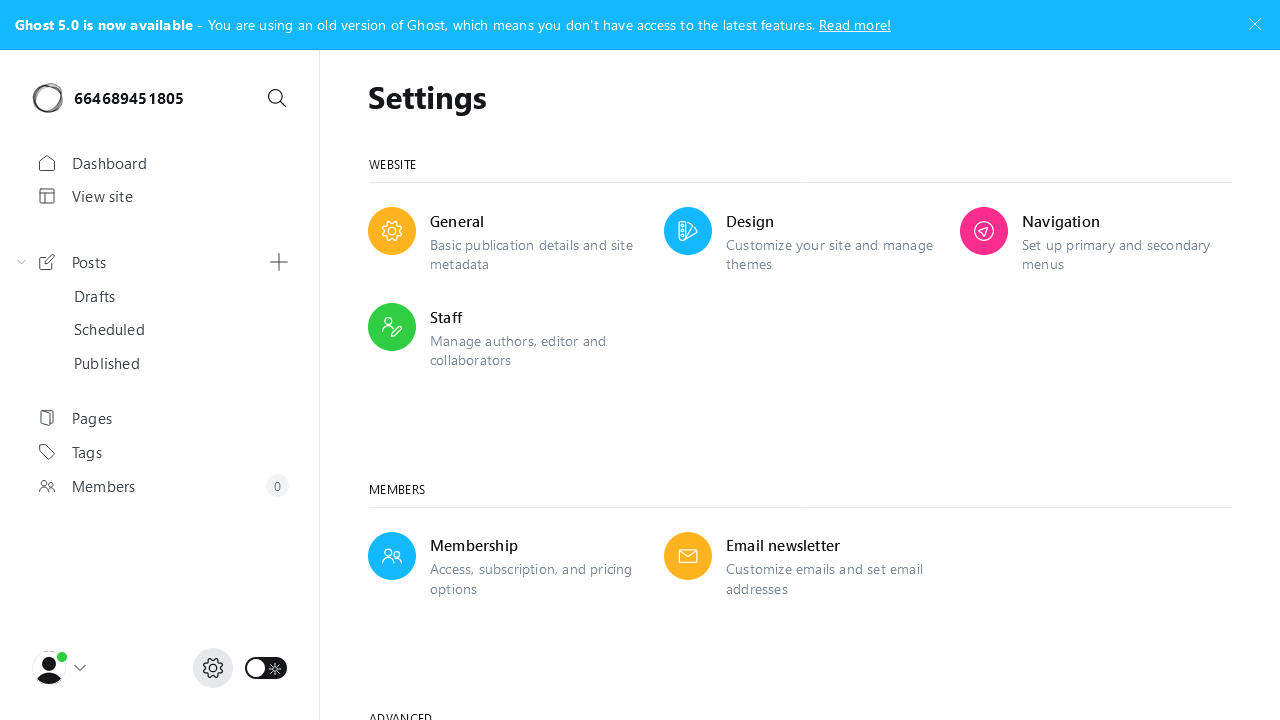 Ghost 5.0 is now available - You are using an old version of Ghost, which means you don't have access to the latest features. Read more!
664689451805
Dashboard
View site
Posts
Drafts
Scheduled
Published
Pages
Tags
Members
0
Settings
WEBSITE
General
Basic publication details and site
metadata
Design
Customize your site and manage
themes
Navigation
Set up primary and secondary
menus
Staff
Manage authors, editor and
collaborators
MEMBERS
Membership
Access, subscription, and pricing
options
Email newsletter
Customize emails and set email
addresses
ADVANCED